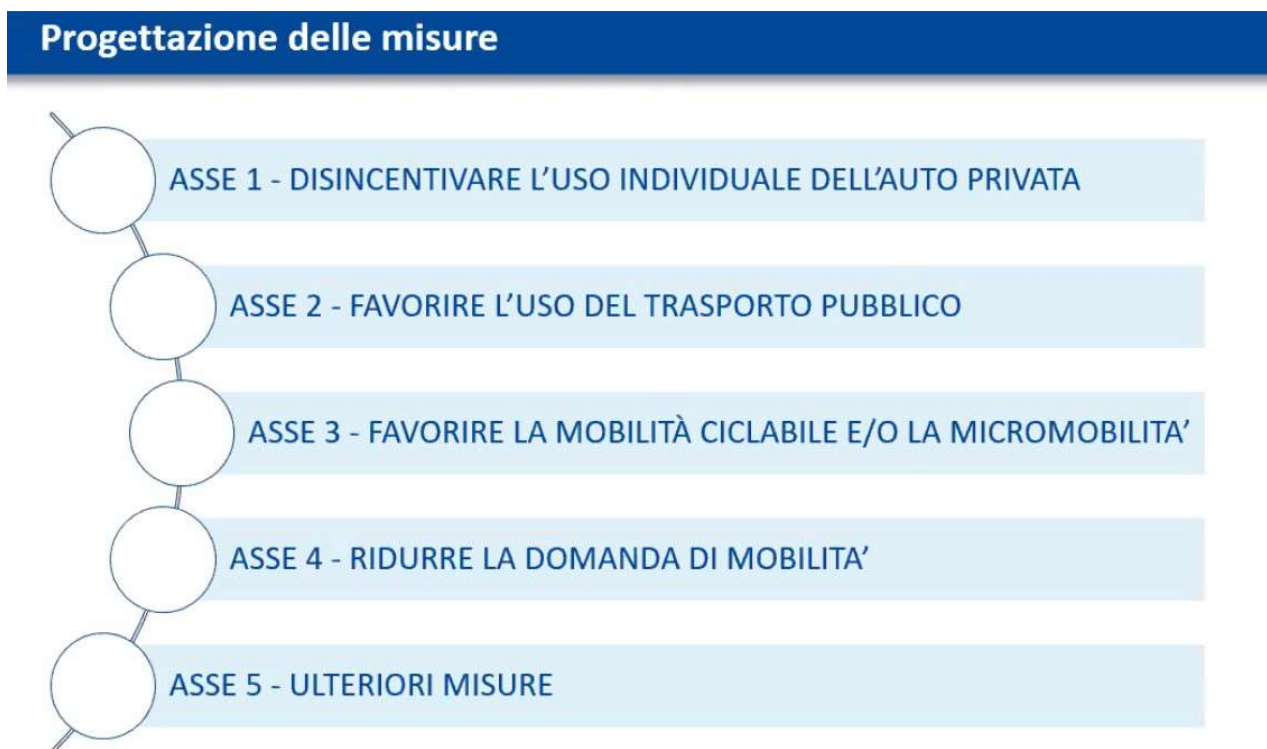 Progettazione delle misure
ASSE 1 - DISINCENTIVARE L’USO INDIVIDUALE DELL’AUTO PRIVATA
ASSE 2 - FAVORIRE L’USO DEL TRASPORTO PUBBLICO
ASSE 3 - FAVORIRE LA MOBILITÀ CICLABILE E/O LA MICROMOBILITA’
ASSE 4 - RIDURRE LA DOMANDA DI MOBILITA’
ASSE 5 - ULTERIORI MISURE